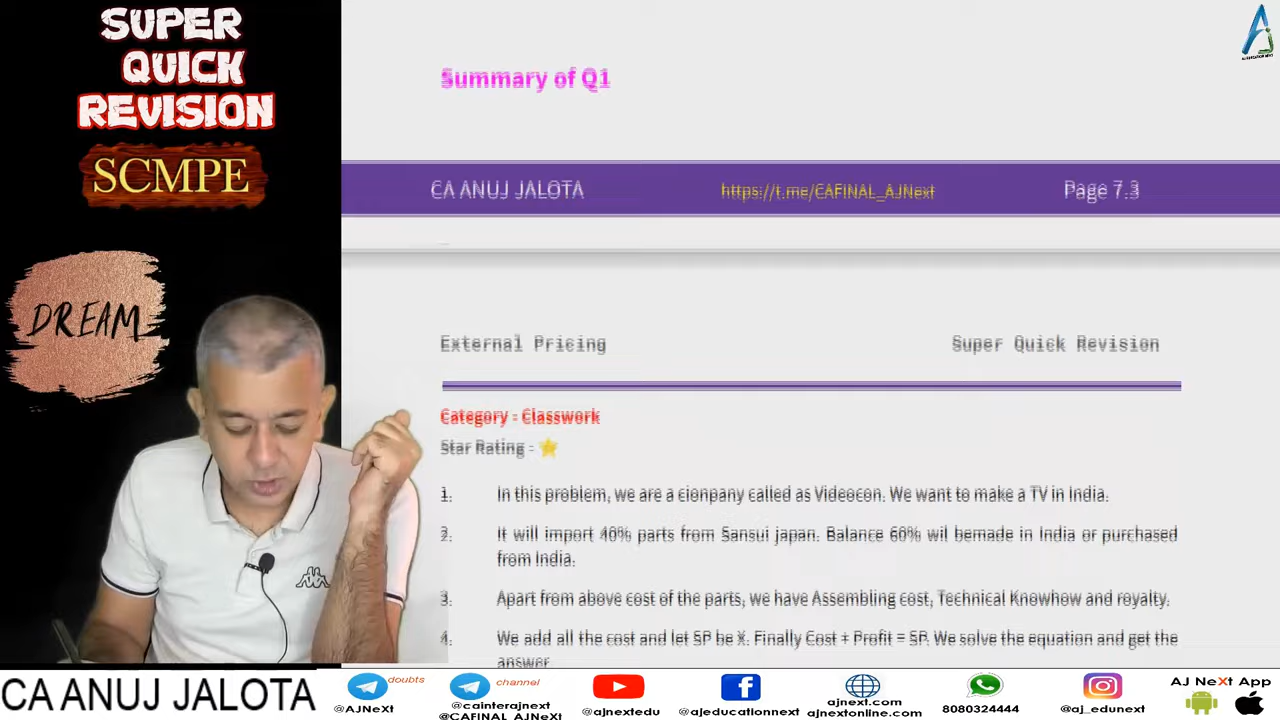 SUPER
QUICK
REVISION
SCMPE
DREAM
Summary of Q1
CA ANUJ JALOTA
https://t.me/CAFINAL_AJNext
Page 7.3
External Pricing
Super Quick Revision
Category - Classwork
Star Rating -
1. In this problem, we are a cionpany called as Videocon. We want to make a TV in India.
2. It will import 40% parts from Sansui japan. Balance 60% wil bemade in India or purchased
from India.
3. Apart from above cost of the parts, we have Assembling cost, Technical Knowhow and royalty.
4. We add all the cost and let SP be X. Finally Cost + Profit = SP. We solve the equation and get the
answer
CA ANUJ JALOTA
doubts
@AJNeXt
channel
@cainterajnext
@CAFINAL_AJNeXt
@ajnextedu
@ajeducationnext
ajnext.com
ajnextonline.com
8080324444
@aj_edunext
AJ NeXt App